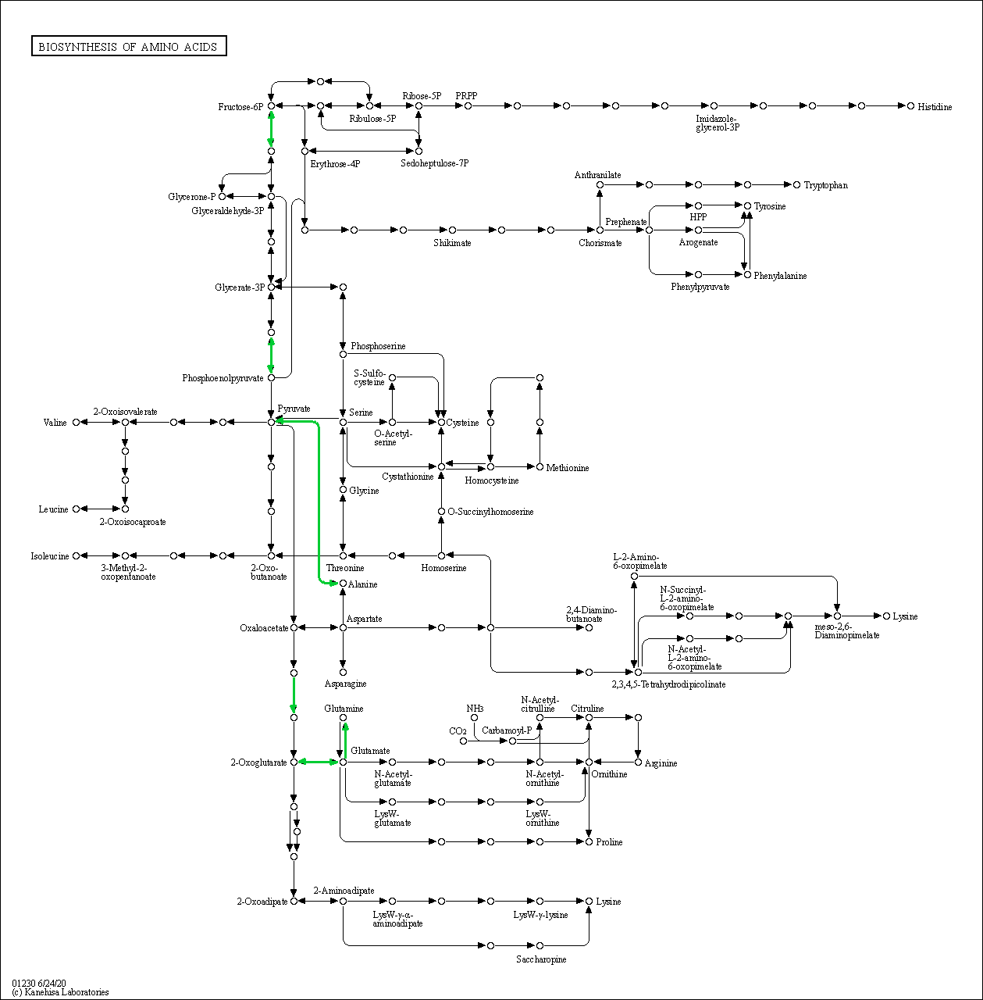 BIOSYNTHESIS OF AMINO ACIDS
Fructose-6P
Ribulose-5P
Ribose-5P
PRPP
Imidazole-
glycerol-3P
Histidine
Erythrose-4P
Sedoheptulose-7P
Glycerone-P
Glyceraldehyde-3P
Anthranilate
Tryptophan
HPP
Tyrosine
Prephenate
Shikimate
Chorismate
Arogenate
Phenylpyruvate
Phenylalanine
Glycerate-3P
Phosphoserine
S-Sulfo-
cysteine
Phosphoenolpyruvate
Pyruvate
2-Oxoisovalerate
Valine
Serine
O-Acetyl-
serine
Cysteine
Cystathionine
Homocysteine
Methionine
Glycine
Leucine
2-Oxoisocaproate
O-Succinylhomoserine
Isoleucine
3-Methyl-2-
oxopentanoate
2-Oxo-
butanoate
Threonine
Homoserine
Alanine
L-2-Amino-
6-oxopimelate
N-Succinyl-
L-2-amino-
6-oxopimelate
2,4-Diamino-
butanoate
Oxaloacetate
Aspartate
meso-2,6-
Diaminopimelate
Lysine
N-Acetyl-
L-2-amino-
6-oxopimelate
Asparagine
2,3,4,5-Tetrahydrodipicolinate
Glutamine
NH3
N-Acetyl-
citrulline
Citruline
CO2
Carbamoyl-P
2-Oxoglutarate
Glutamate
N-Acetyl-
glutamate
N-Acetyl-
ornithine
Ornithine
Arginine
LysW-
glutamate
LysW-
ornithine
Proline
2-Oxoadipate
2-Aminoadipate
LysW-γ-α-
aminoadipate
LysW-γ-lysine
Lysine
Saccharopine
01230 6/24/20
(c) Kanehisa Laboratories